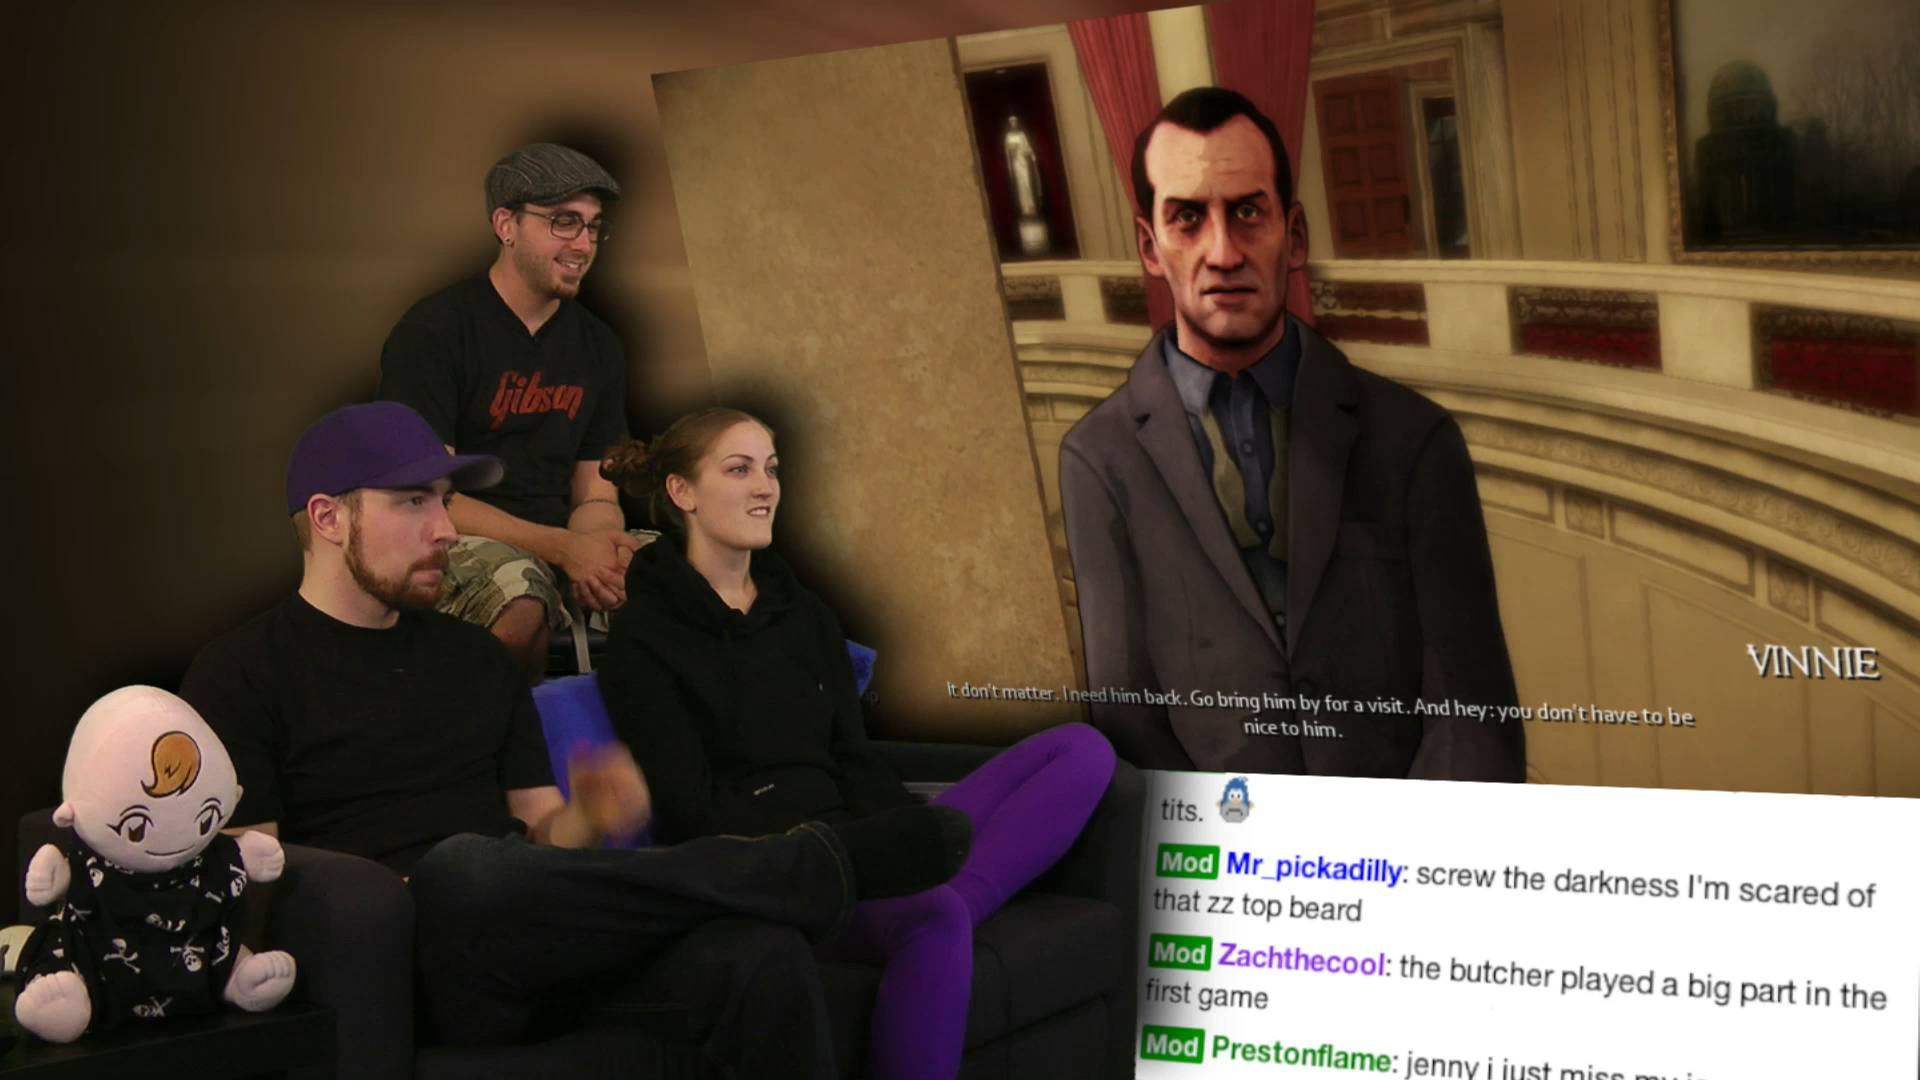 Gibson
VINNIE
It don't matter. I need him back. Go bring him by for a visit. And hey: you don't have to be
nice to him.
tits.
Mod Mr_pickadilly: screw the darkness I'm scared of
that zz top beard
Mod Zachthecool: the butcher played a big part in the
first game
Mod Prestonflame: jenny i just miss my